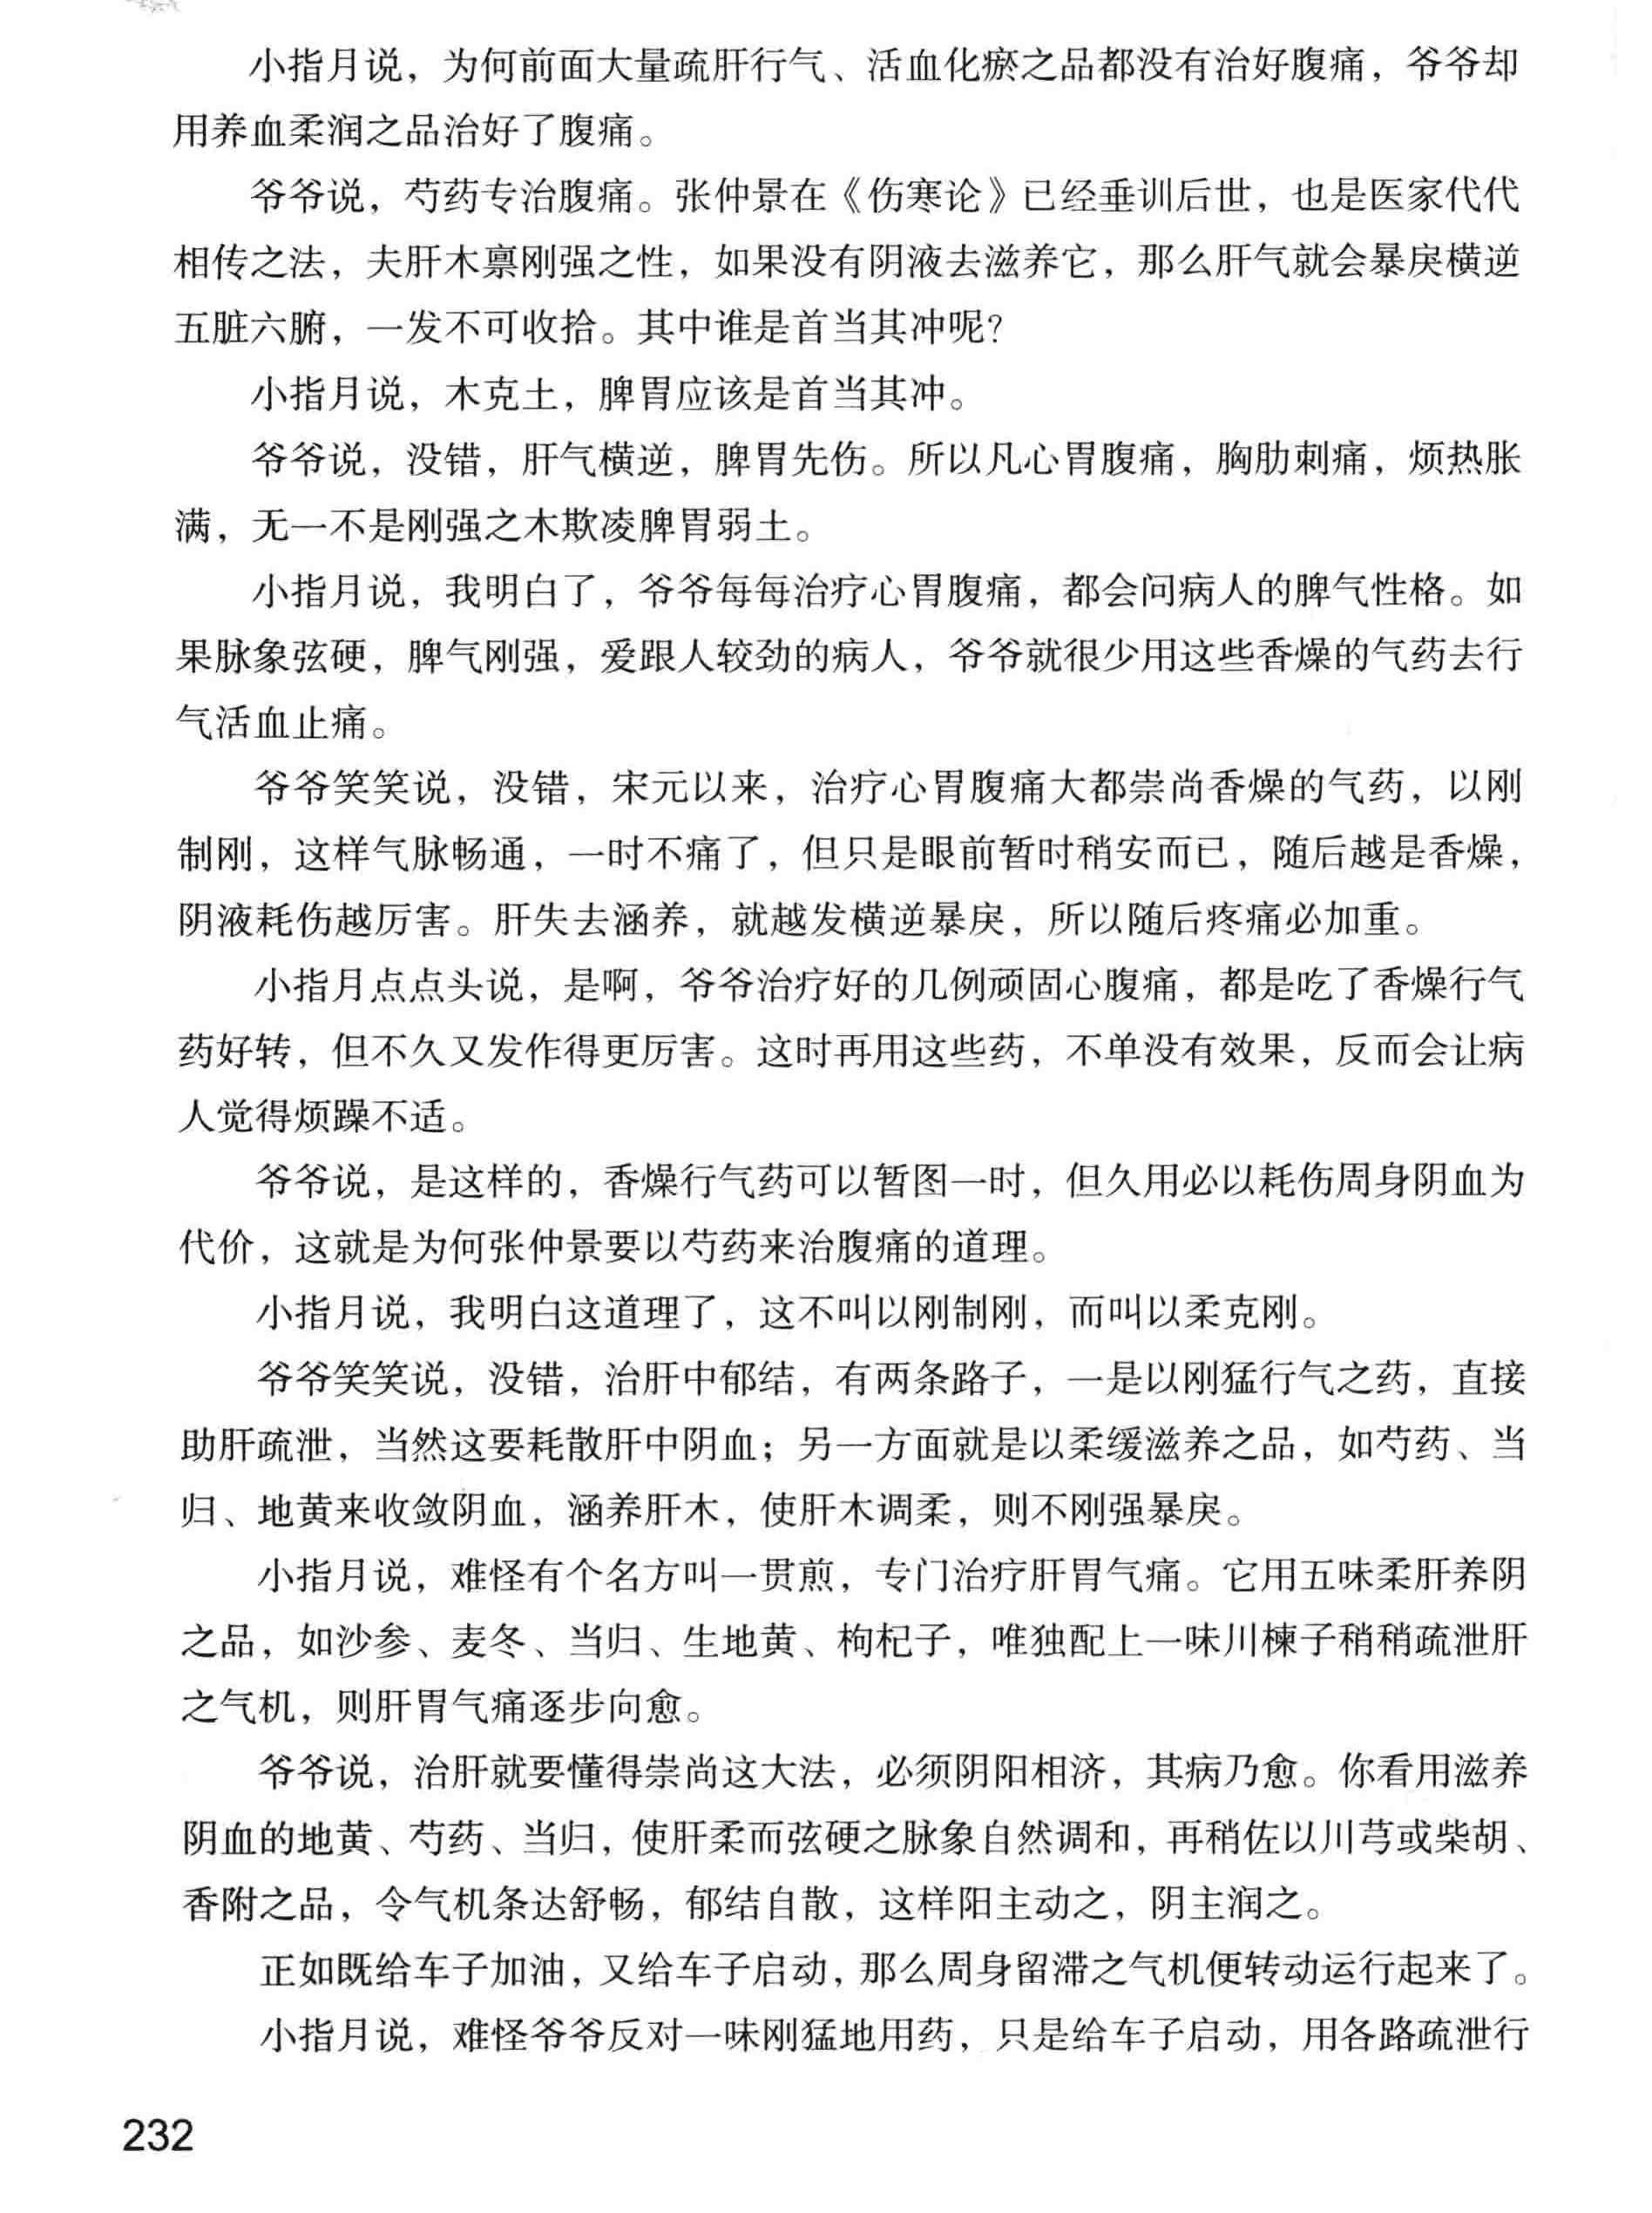 小指月说，为何前面大量疏肝行气、活血化瘀之品都没有治好腹痛，爷爷却
用养血柔润之品治好了腹痛。
爷爷说，芍药专治腹痛。张仲景在《伤寒论》已经垂训后世，也是医家代代
相传之法，夫肝木禀刚强之性，如果没有阴液去滋养它，那么肝气就会暴戾横逆
五脏六腑，一发不可收拾。其中谁是首当其冲呢？
小指月说，木克土，脾胃应该是首当其冲。
爷爷说，没错，肝气横逆，脾胃先伤。所以凡心胃腹痛，胸肋刺痛，烦热胀
满，无一不是刚强之木欺凌脾胃弱土。
小指月说，我明白了，爷爷每每治疗心胃腹痛，都会问病人的脾气性格。如
果脉象弦硬，脾气刚强，爱跟人较劲的病人，爷爷就很少用这些香燥的气药去行
气活血止痛。
爷爷笑笑说，没错，宋元以来，治疗心胃腹痛大都崇尚香燥的气药，以刚
制刚，这样气脉畅通，一时不痛了，但只是眼前暂时稍安而已，随后越是香燥，
阴液耗伤越厉害。肝失去涵养，就越发横逆暴戾，所以随后疼痛必加重。
小指月点点头说，是啊，爷爷治疗好的几例顽固心腹痛，都是吃了香燥行气
药好转，但不久又发作得更厉害。这时再用这些药，不单没有效果，反而会让病
人觉得烦躁不适。
爷爷说，是这样的，香燥行气药可以暂图一时，但久用必以耗伤周身阴血为
代价，这就是为何张仲景要以芍药来治腹痛的道理。
小指月说，我明白这道理了，这不叫以刚制刚，而叫以柔克刚。
爷爷笑笑说，没错，治肝中郁结，有两条路子，一是以刚猛行气之药，直接
助肝疏泄，当然这要耗散肝中阴血；另一方面就是以柔缓滋养之品，如芍药、当
归、地黄来收敛阴血，涵养肝木，使肝木调柔，则不刚强暴戾。
小指月说，难怪有个名方叫一贯煎，专门治疗肝胃气痛。它用五味柔肝养阴
之品，如沙参、麦冬、当归、生地黄、枸杞子，唯独配上一味川楝子稍稍疏泄肝
之气机，则肝胃气痛逐步向愈。
爷爷说，治肝就要懂得崇尚这大法，必须阴阳相济，其病乃愈。你看用滋养
阴血的地黄、芍药、当归，使肝柔而弦硬之脉象自然调和，再稍佐以川芎或柴胡、
香附之品，令气机条达舒畅，郁结自散，这样阳主动之，阴主润之。
正如既给车子加油，又给车子启动，那么周身留滞之气机便转动运行起来了。
小指月说，难怪爷爷反对一味刚猛地用药，只是给车子启动，用各路疏泄行
232